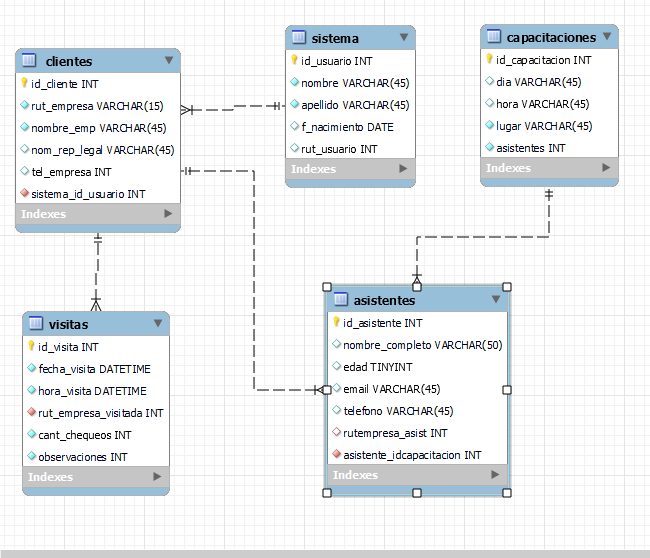 clientes
id_cliente INT
rut_empresa VARCHAR(15)
nombre_emp VARCHAR(45)
nom_rep_legal VARCHAR(45)
tel_empresa INT
sistema_id_usuario INT
Indexes
sistema
id_usuario INT
nombre VARCHAR(45)
apellido VARCHAR(45)
f_nacimiento DATE
rut_usuario INT
Indexes
capacitaciones
id_capacitacion INT
dia VARCHAR(45)
hora VARCHAR(45)
lugar VARCHAR(45)
asistentes INT
Indexes
visitas
id_visita INT
fecha_visita DATETIME
hora_visita DATETIME
rut_empresa_visitada INT
cant_chequeos INT
observaciones INT
Indexes
asistentes
id_asistente INT
nombre_completo VARCHAR(50)
edad TINYINT
email VARCHAR(45)
telefono VARCHAR(45)
rutempresa_asist INT
asistente_idcapacitacion INT
Indexes